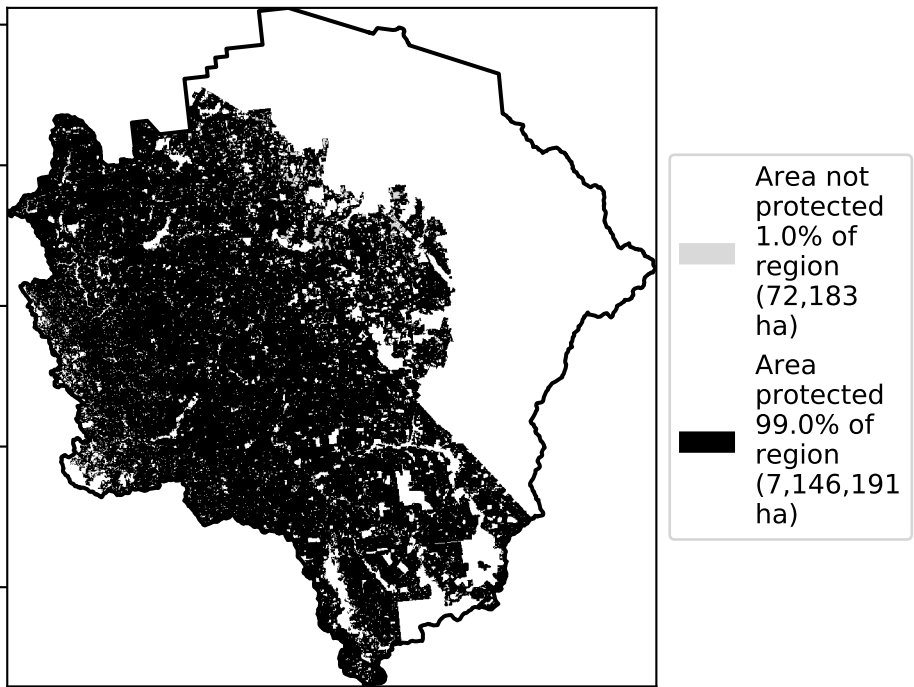 Area not
protected
1.0% of
region
(72,183
ha)
Area
protected
99.0% of
region
(7,146,191
ha)